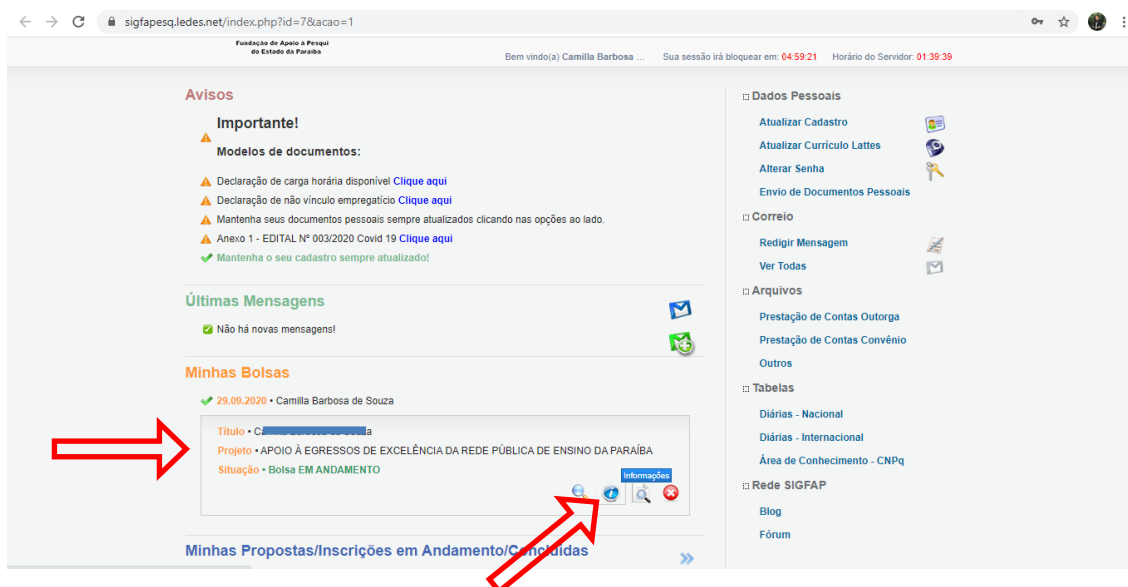 sigfapesq.ledes.net/index.php?id=7&acao=1
Fundação de Apoio à Pesqui
do Estado da Paraíba
Bem vindo(a) Camilla Barbosa ... Sua sessão irá bloquear em: 04:59:21 Horário do Servidor: 01:39:39
Avisos
Importante!
Modelos de documentos:
Declaração de carga horária disponível Clique aqui
Declaração de não vínculo empregatício Clique aqui
Mantenha seus documentos pessoais sempre atualizados clicando nas opções ao lado.
Anexo 1 - EDITAL Nº 003/2020 Covid 19 Clique aqui
Mantenha o seu cadastro sempre atualizado!
Últimas Mensagens
Não há novas mensagens!
Minhas Bolsas
29.09.2020 • Camilla Barbosa de Souza
Título •
Projeto • APOIO À EGRESSOS DE EXCELÊNCIA DA REDE PÚBLICA DE ENSINO DA PARAÍBA
Situação • Bolsa EM ANDAMENTO
Informações
Minhas Propostas/Inscrições em Andamento/Concluídas
Dados Pessoais
Atualizar Cadastro
Atualizar Currículo Lattes
Alterar Senha
Envio de Documentos Pessoais
Correio
Redigir Mensagem
Ver Todas
Arquivos
Prestação de Contas Outorga
Prestação de Contas Convênio
Outros
Tabelas
Diárias - Nacional
Diárias - Internacional
Área de Conhecimento - CNPq
Rede SIGFAP
Blog
Fórum